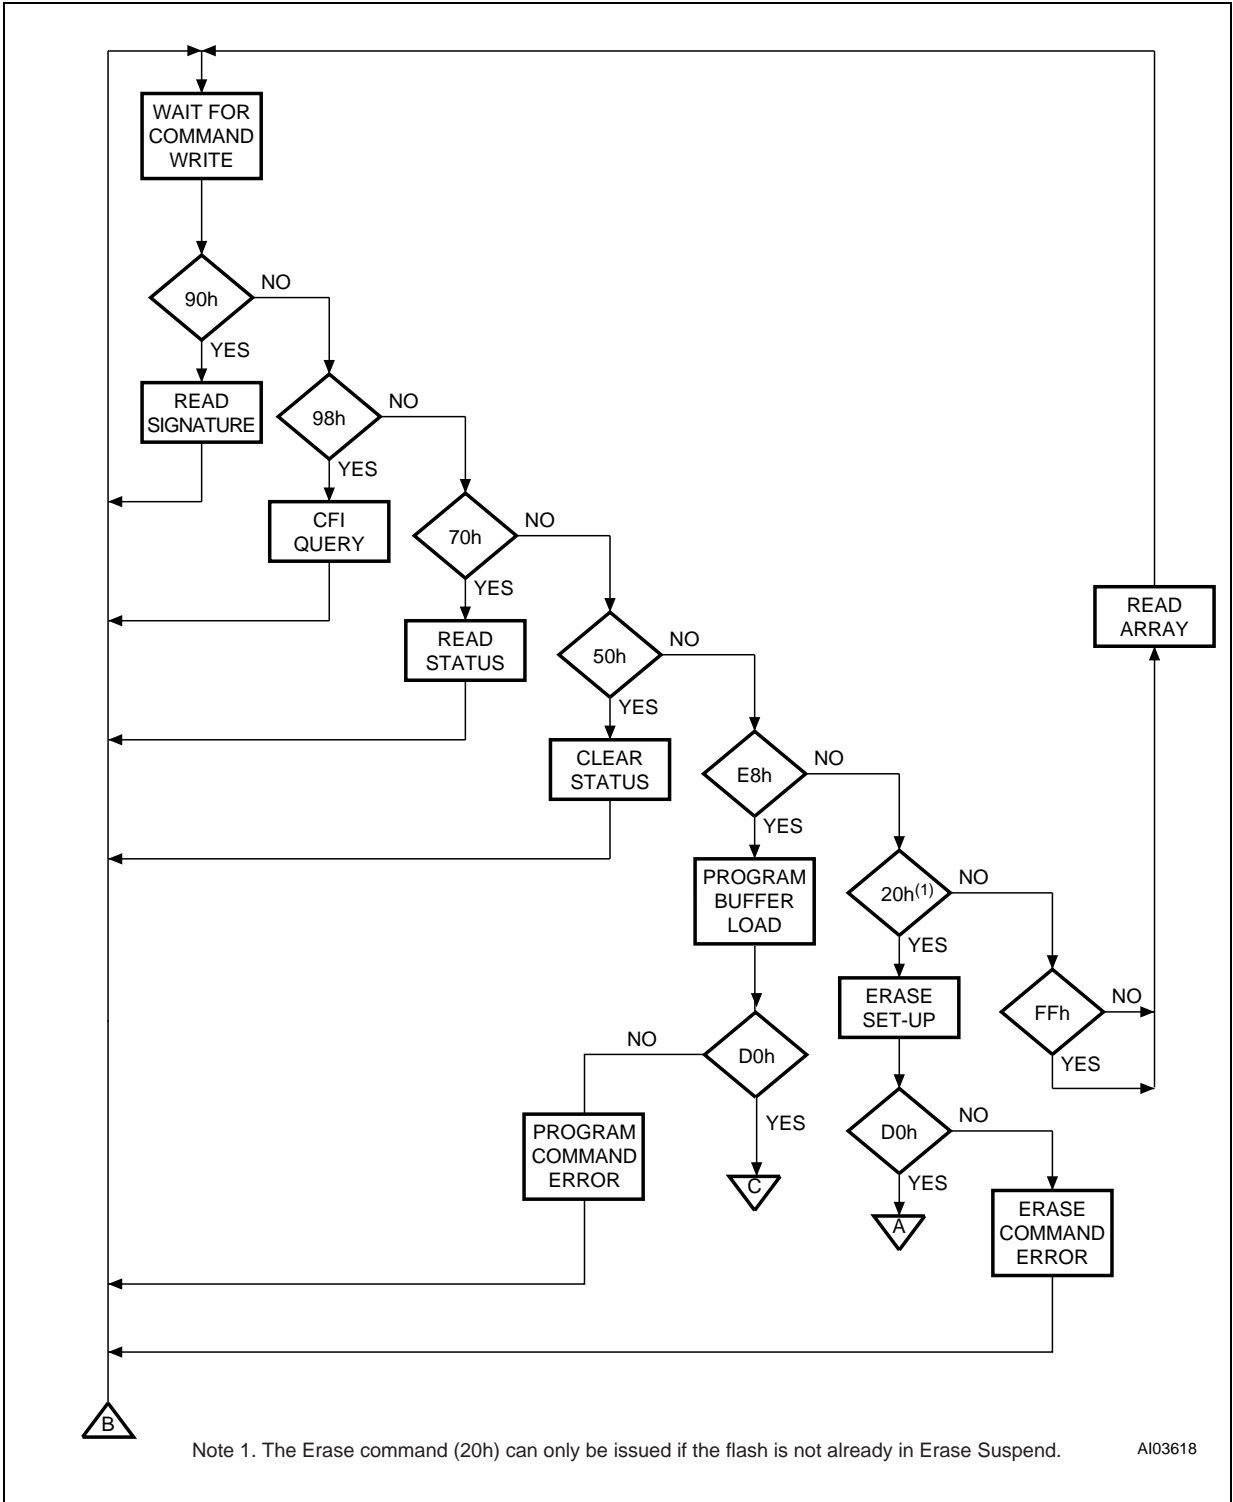 WAIT FOR
COMMAND
WRITE
90h
NO
YES
READ
SIGNATURE
98h
NO
YES
CFI
QUERY
70h
NO
YES
READ
STATUS
50h
NO
YES
CLEAR
STATUS
E8h
NO
YES
PROGRAM
BUFFER
LOAD
D0h
NO
YES
PROGRAM
COMMAND
ERROR
C
20h(1)
NO
YES
ERASE
SET-UP
D0h
NO
YES
A
ERASE
COMMAND
ERROR
FFh
NO
YES
READ
ARRAY
B
Note 1. The Erase command (20h) can only be issued if the flash is not already in Erase Suspend.
AI03618